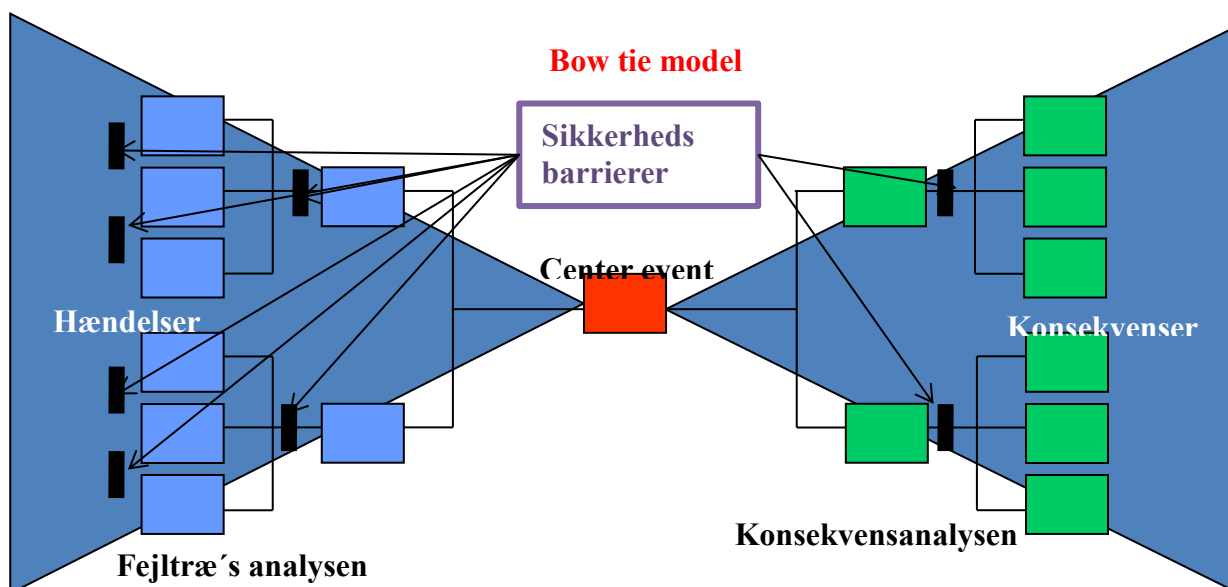 Bow tie model
Sikkerheds
barrierer
Center event
Hændelser
Konsekvenser
Konsekvensanalysen
Fejltræ´s analysen